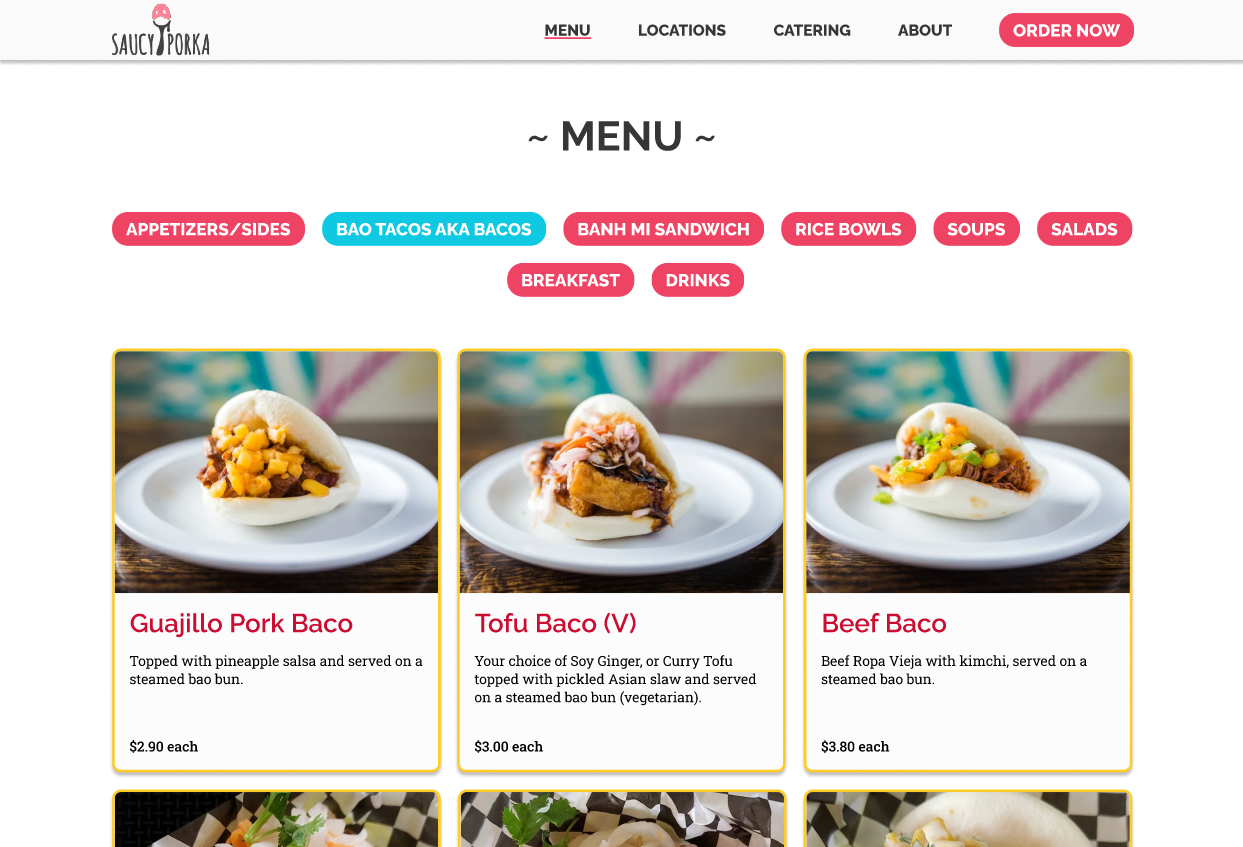 SAUCY PORKA
MENU
LOCATIONS
CATERING
ABOUT
ORDER NOW
~ MENU ~
APPETIZERS/SIDES
BAO TACOS AKA BACOS
BANH MI SANDWICH
RICE BOWLS
SOUPS
SALADS
BREAKFAST
DRINKS
Guajillo Pork Baco
Topped with pineapple salsa and served on a
steamed bao bun.
$2.90 each
Tofu Baco (V)
Your choice of Soy Ginger, or Curry Tofu
topped with pickled Asian slaw and served
on a steamed bao bun (vegetarian).
$3.00 each
Beef Baco
Beef Ropa Vieja with kimchi, served on a
steamed bao bun.
$3.80 each